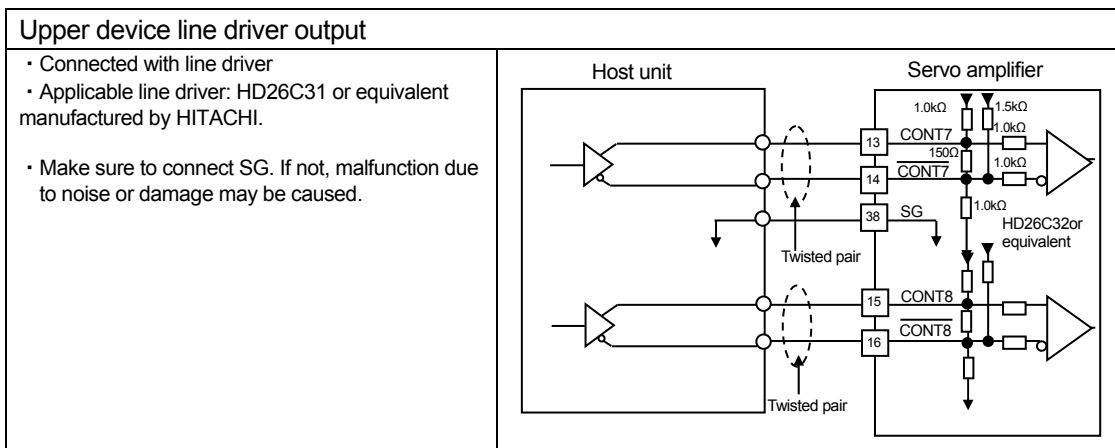 Upper device line driver output
・Connected with line driver
・Applicable line driver: HD26C31 or equivalent
manufactured by HITACHI.
・Make sure to connect SG. If not, malfunction due
to noise or damage may be caused.
Host unit
Servo amplifier
1.0kΩ
1.5kΩ
13
CONT7
1.0kΩ
150Ω
14
CONT7
1.0kΩ
38
SG
1.0kΩ
HD26C32or
equivalent
Twisted pair
15
CONT8
16
CONT8
Twisted pair